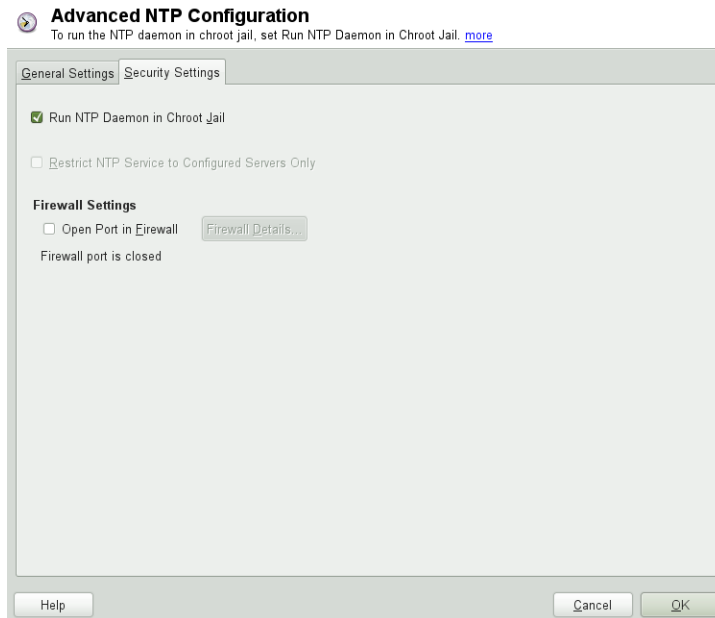 Advanced NTP Configuration
To run the NTP daemon in chroot jail, set Run NTP Daemon in Chroot Jail. more
General Settings Security Settings
Run NTP Daemon in Chroot Jail
Restrict NTP Service to Configured Servers Only
Firewall Settings
Open Port in Firewall Firewall Details...
Firewall port is closed
Help Cancel OK